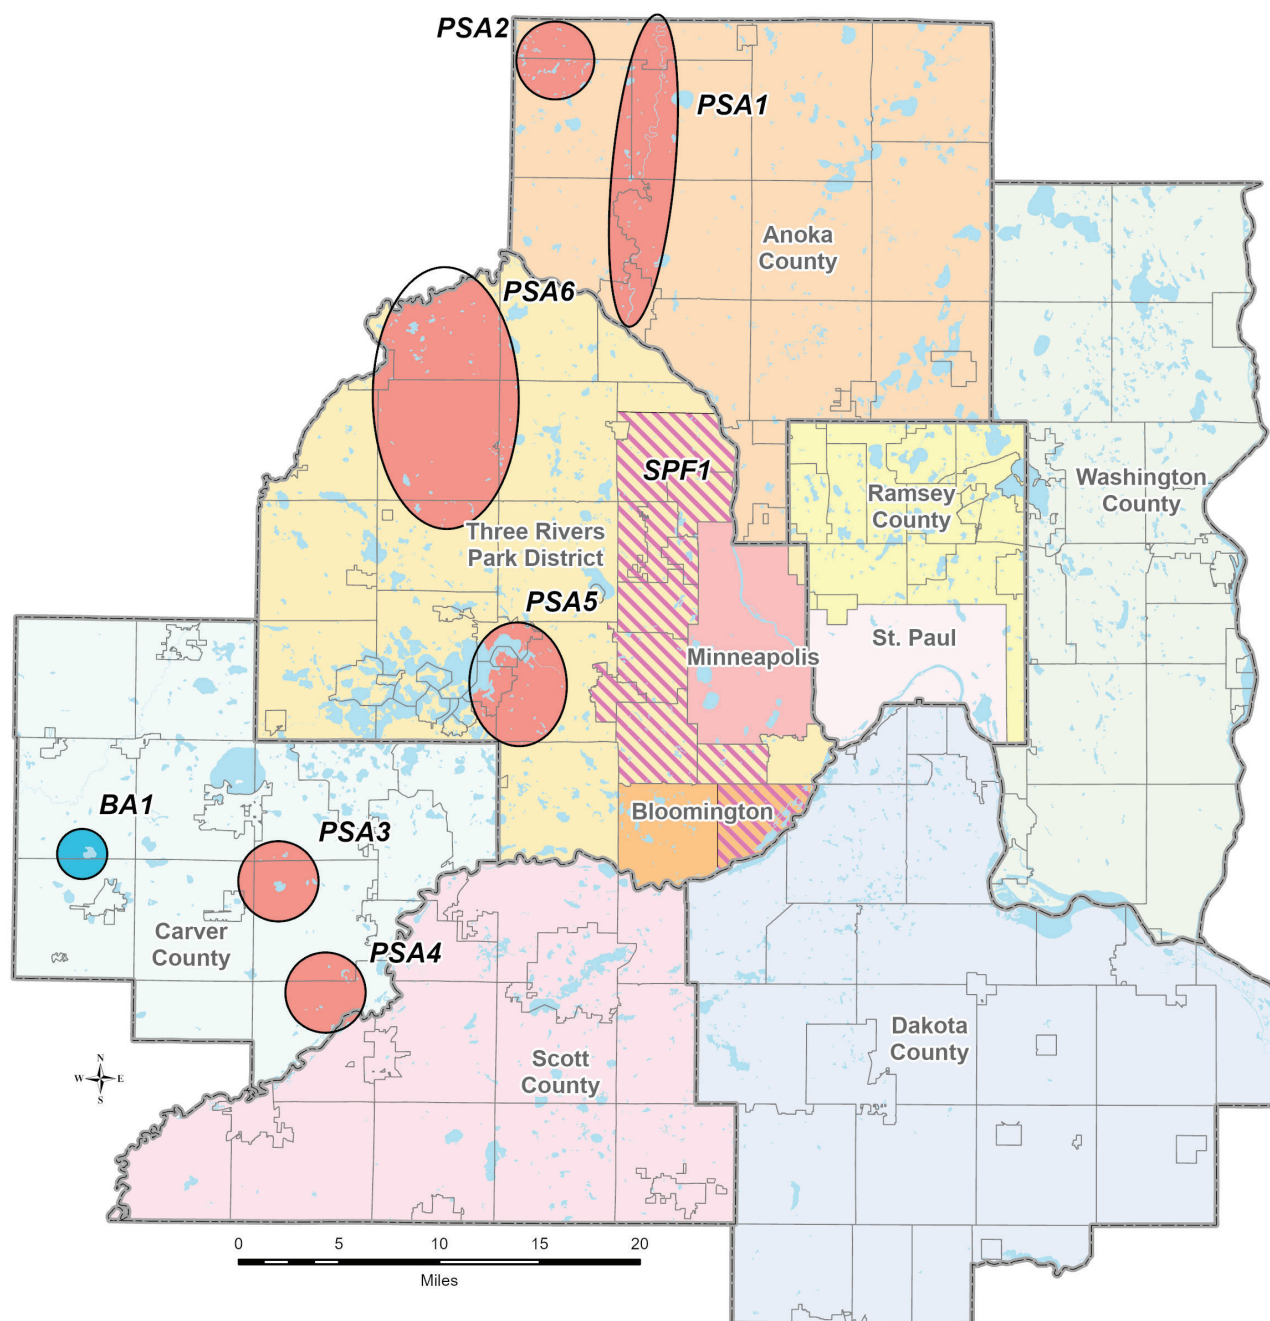 PSA2
PSA1
Anoka
County
PSA6
SPF1
Ramsey
County
Washington
County
Three Rivers
Park District
PSA5
St. Paul
Minneapolis
BA1
PSA3
Bloomington
Carver
County
PSA4
Dakota
County
Scott
County
N
W E
S
0 5 10 15 20
Miles